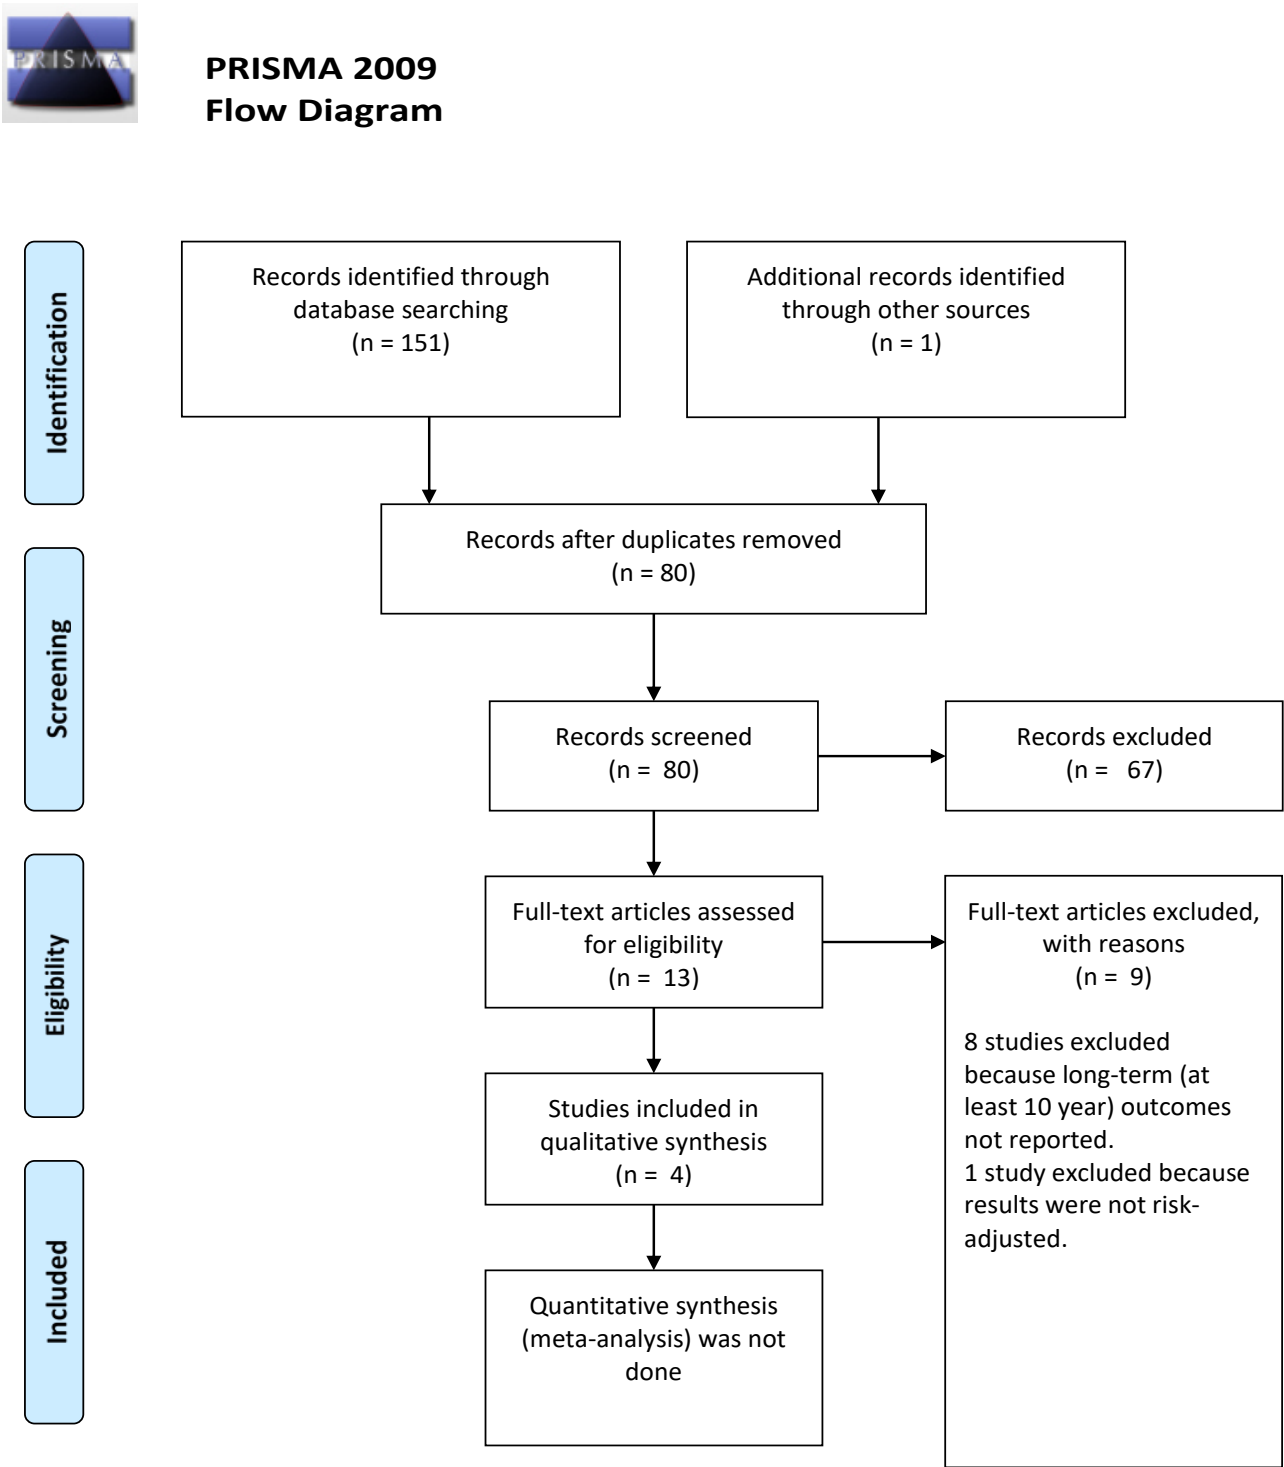 PRISMA
PRISMA 2009
Flow Diagram
Identification
Records identified through
database searching
(n = 151)
Additional records identified
through other sources
(n = 1)
Records after duplicates removed
(n = 80)
Screening
Records screened
(n = 80)
Records excluded
(n = 67)
Eligibility
Full-text articles assessed
for eligibility
(n = 13)
Full-text articles excluded,
with reasons
(n = 9)
8 studies excluded
because long-term (at
least 10 year) outcomes
not reported.
1 study excluded because
results were not risk-
adjusted.
Studies included in
qualitative synthesis
(n = 4)
Included
Quantitative synthesis
(meta-analysis) was not
done